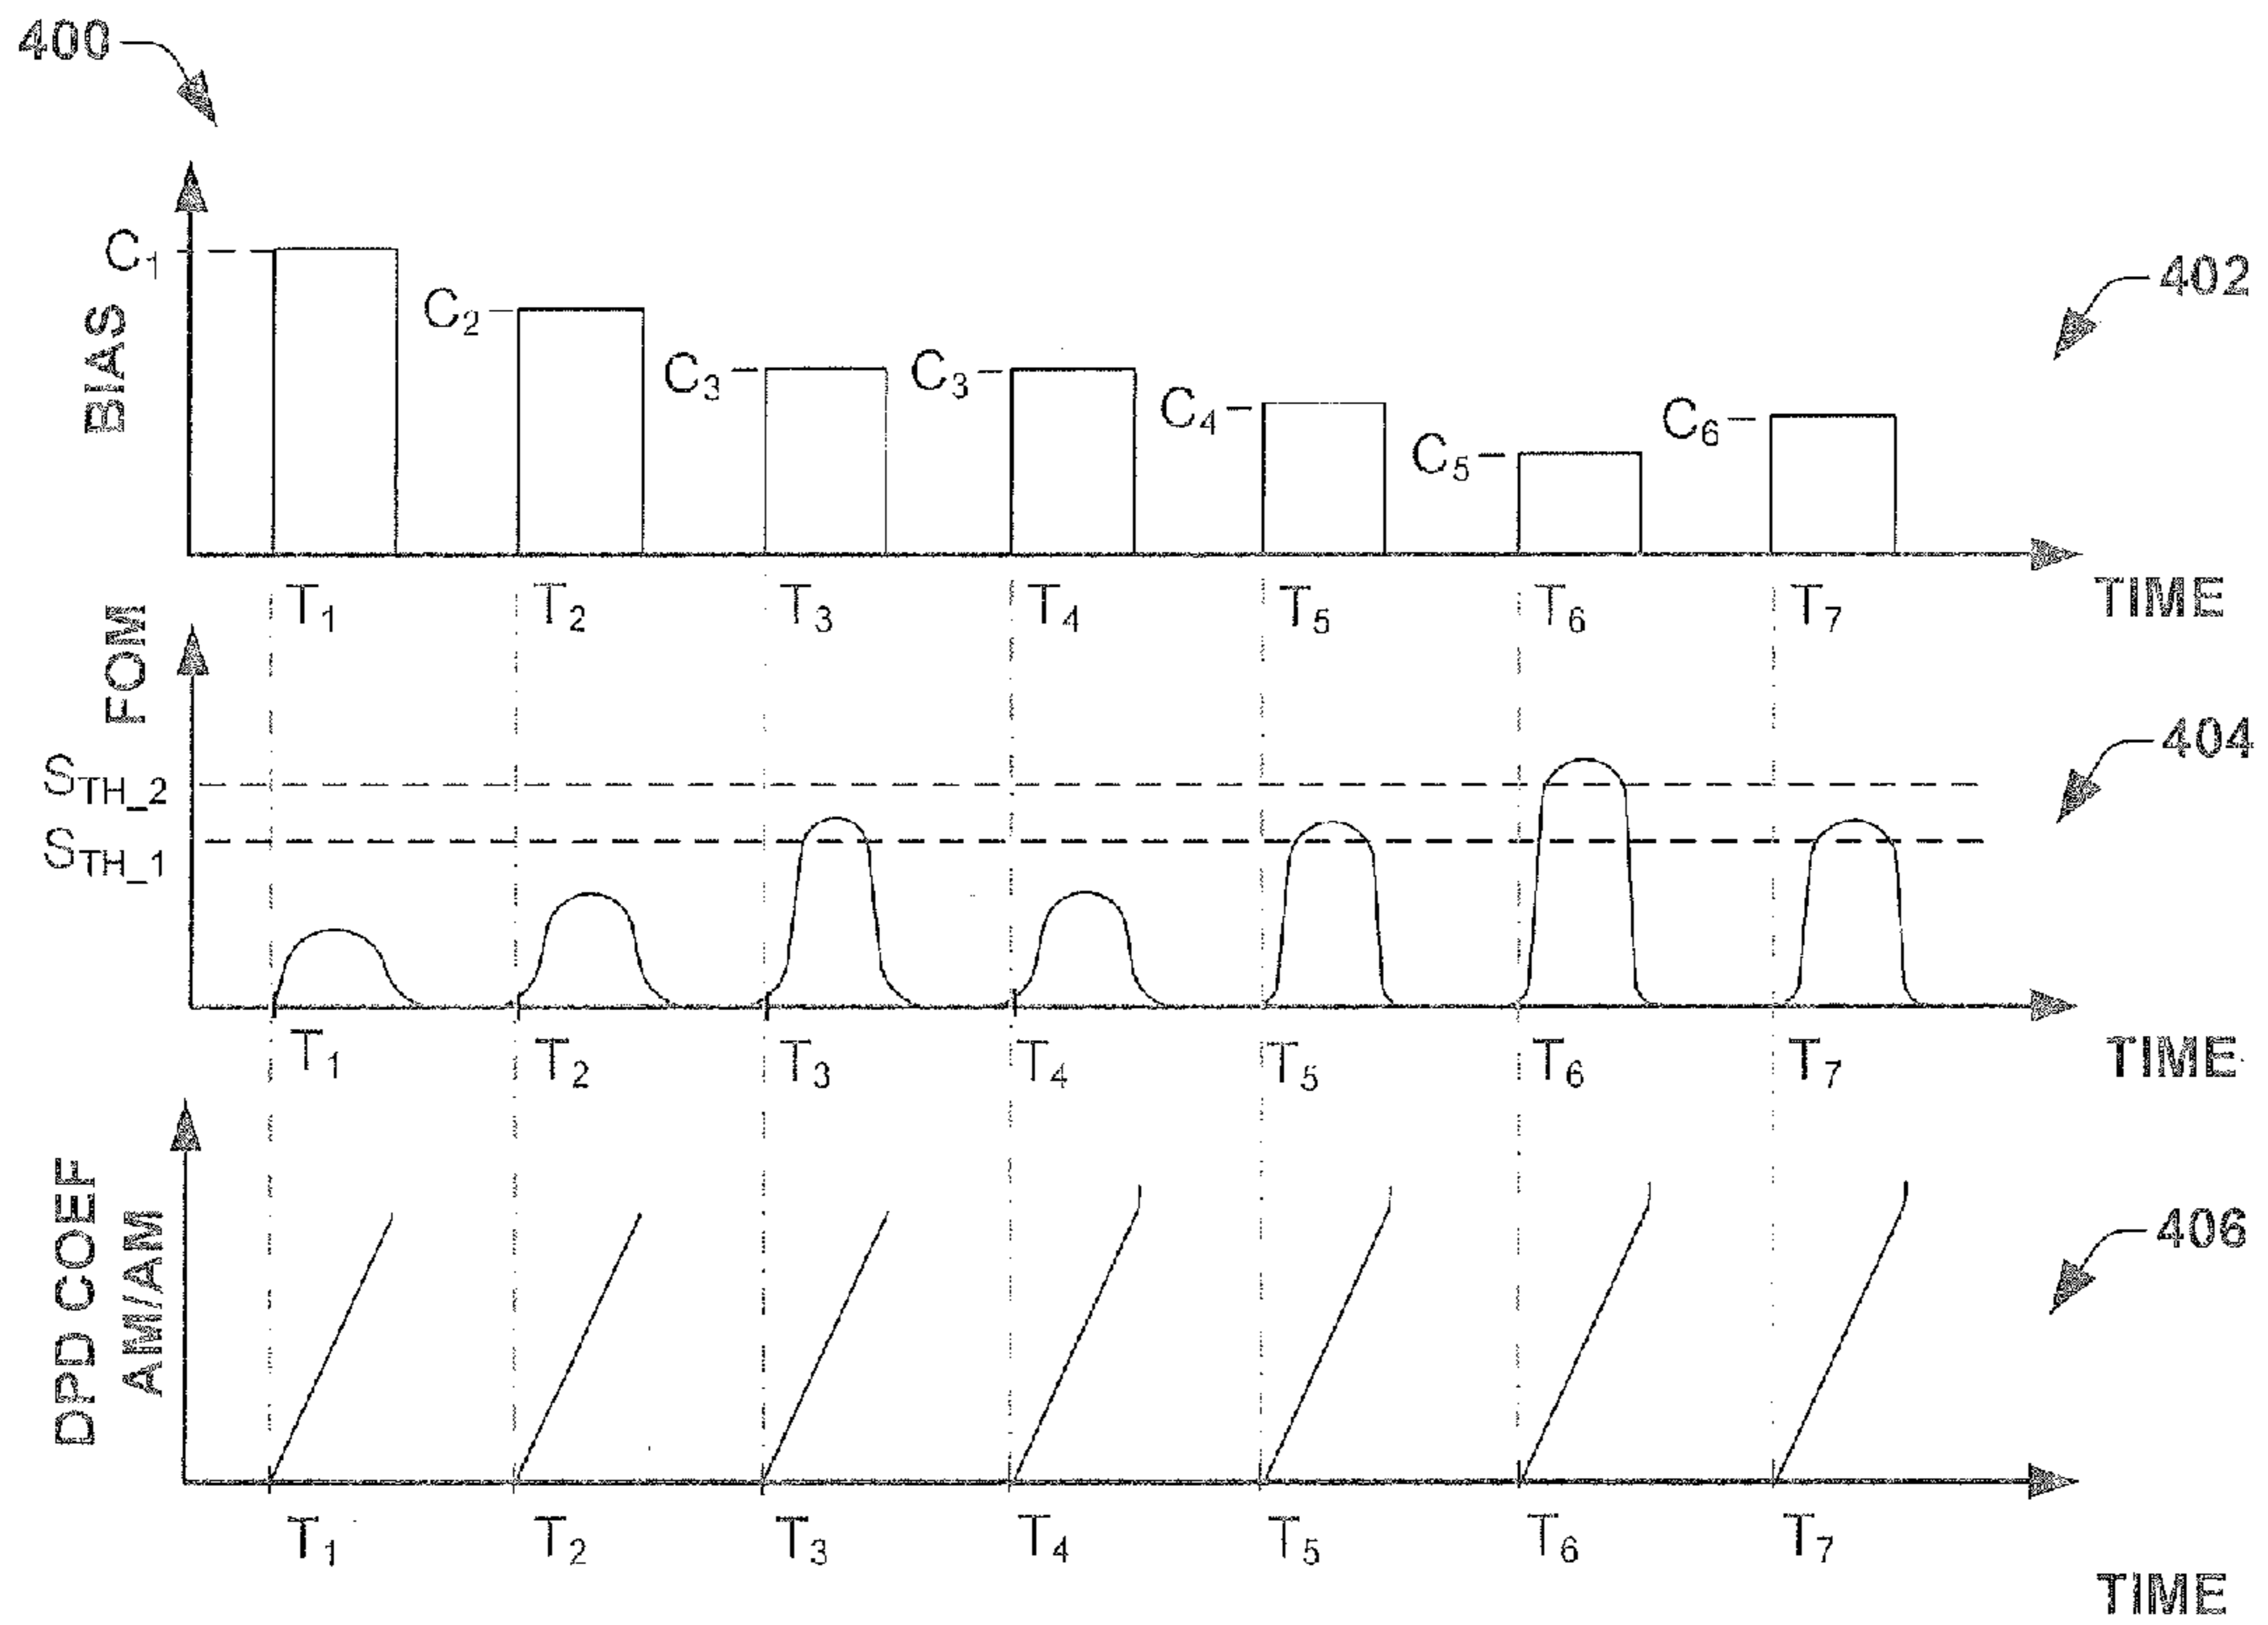 400
C1
C2
C3
C3
C4
C5
C6
402
BIAS
T1 T2 T3 T4 T5 T6 T7
TIME
FOM
404
STH_2
STH_1
T1 T2 T3 T4 T5 T6 T7
TIME
DPD COEF
AM/AM
406
T1 T2 T3 T4 T5 T6 T7
TIME